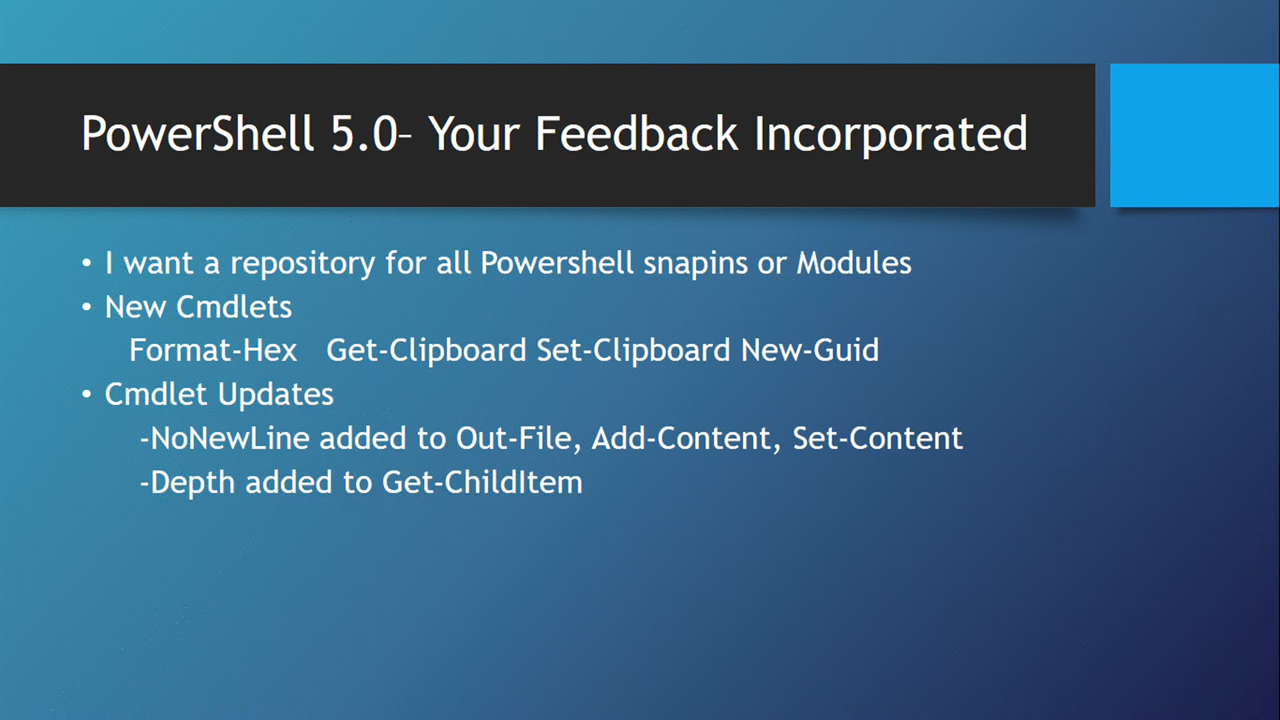 PowerShell 5.0– Your Feedback Incorporated
• I want a repository for all Powershell snapins or Modules
• New Cmdlets
Format-Hex Get-Clipboard Set-Clipboard New-Guid
• Cmdlet Updates
-NoNewLine added to Out-File, Add-Content, Set-Content
-Depth added to Get-ChildItem